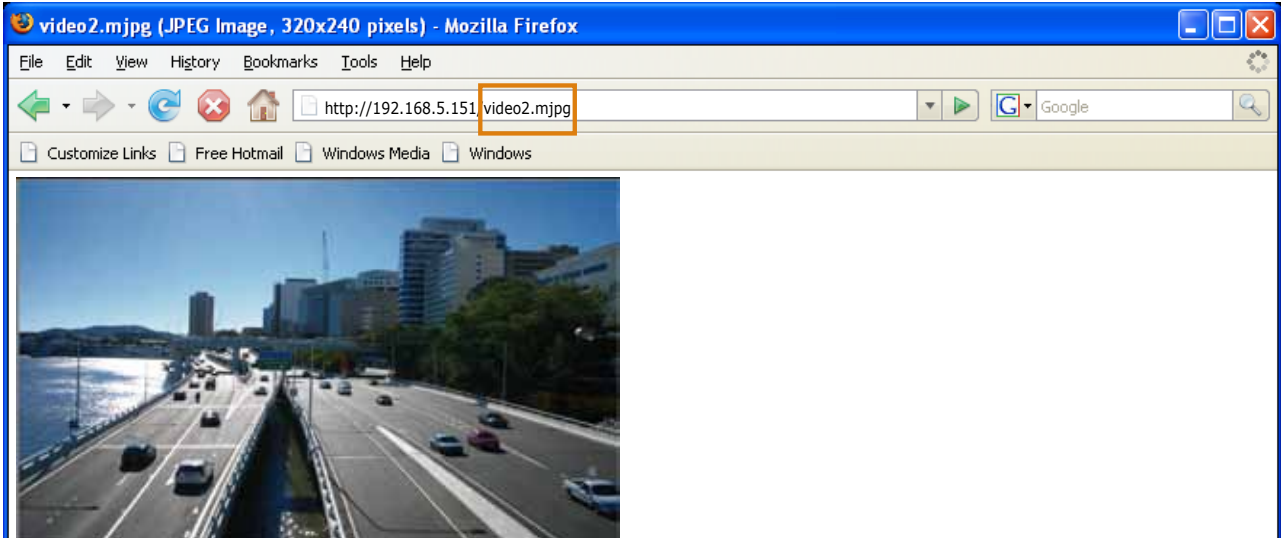 video2.mjpg (JPEG Image, 320x240 pixels) - Mozilla Firefox
File Edit View History Bookmarks Tools Help
http://192.168.5.151/video2.mjpg G Google
Customize Links Free Hotmail Windows Media Windows